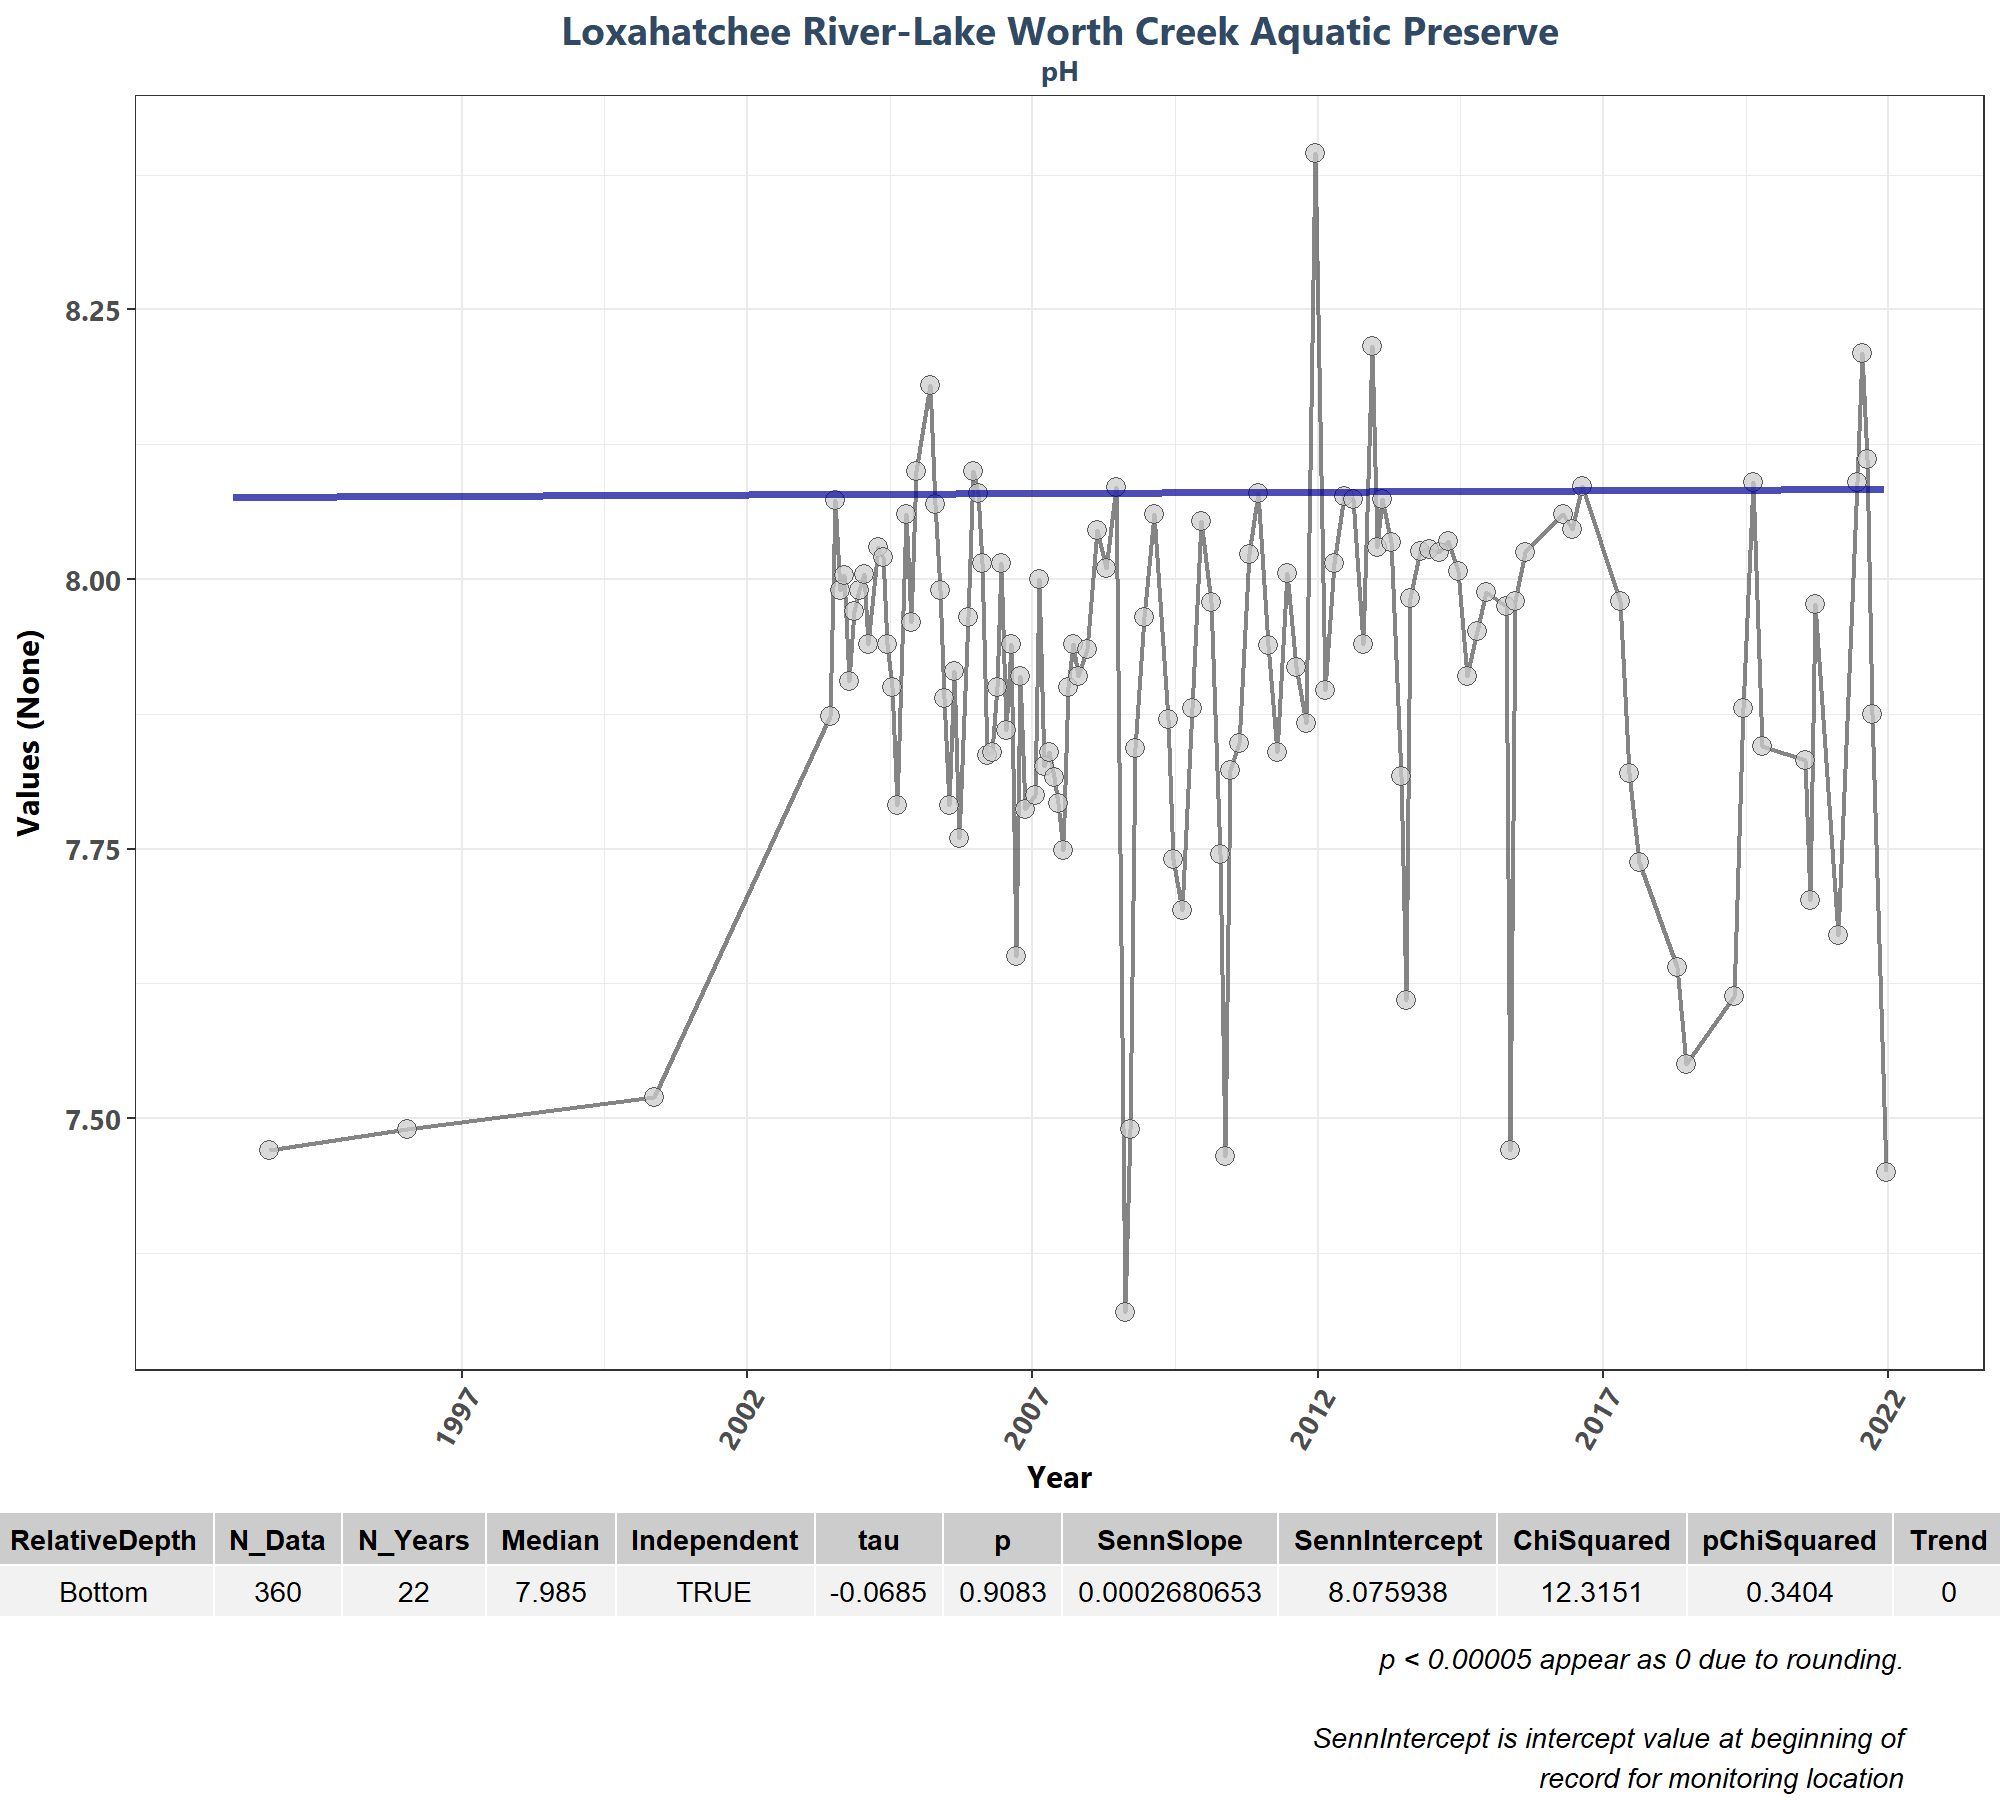 Loxahatchee River-Lake Worth Creek Aquatic Preserve
pH
Values (None)
8.25
8.00
7.75
7.50
1997 2002 2007 2012 2017 2022
Year
RelativeDepth N_Data N_Years Median Independent tau p SennSlope SennIntercept ChiSquared pChiSquared Trend
Bottom 360 22 7.985 TRUE -0.0685 0.9083 0.0002680653 8.075938 12.3151 0.3404 0
p < 0.00005 appear as 0 due to rounding.
SennIntercept is intercept value at beginning of
record for monitoring location